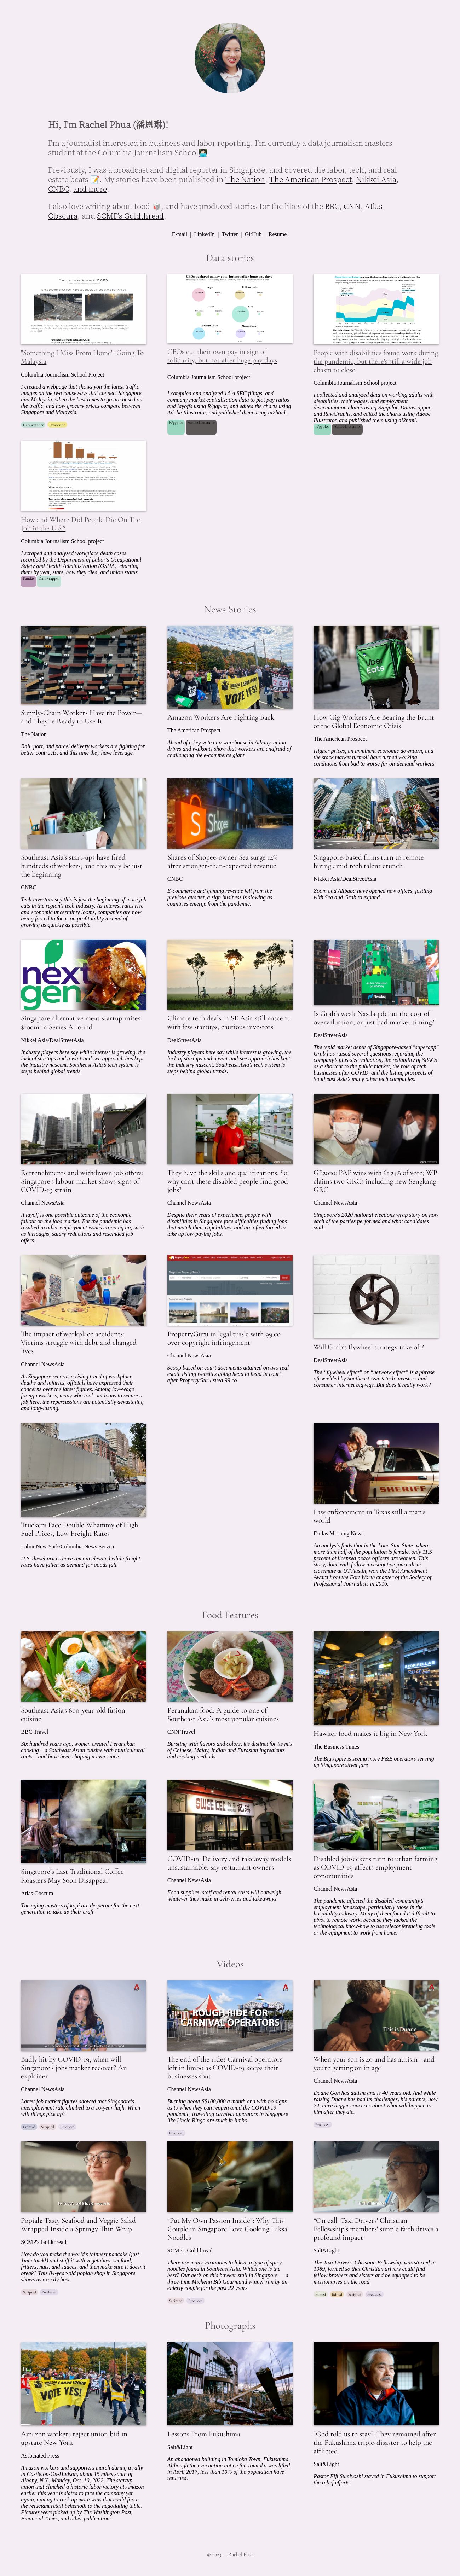 Hi, I'm Rachel Phua (潘恩琳)!
I'm a journalist interested in business and labor reporting. I'm currently a data journalism masters
student at the Columbia Journalism School👩🏻‍💻.
Previously, I was a broadcast and digital reporter in Singapore, and covered the labor, tech, and real
estate beats 📝. My stories have been published in The Nation, The American Prospect, Nikkei Asia,
CNBC, and more.
I also love writing about food 🥡, and have produced stories for the likes of the BBC, CNN, Atlas
Obscura, and SCMP's Goldthread.
E-mail | LinkedIn | Twitter | GitHub | Resume
Data stories
"Something I Miss From Home": Going To
Malaysia
Columbia Journalism School Project
I created a webpage that updates you on the latest traffic
images on the two causeways that connect Singapore
and Malaysia so people can stay up to date on how bad is
the traffic, and how grocery prices compare between
Singapore and Malaysia.
Datawrapper Javascript
CEOs declared salary cuts, but not other huge pay days
CEOs cut their own pay in sign of
solidarity, but not after huge pay days
Columbia Journalism School project
I compiled and analyzed 14-A SEC filings, and
company market capitalization data to find pay ratios
and layoffs using Riggplot, and edited the charts using
Adobe Illustrator, and published them using ai2html.
People with disabilities found work during
the pandemic, but there's still a wide job
chasm to close
Columbia Journalism School project
I collected and analyzed data on working adults with
disabilities, their wages, and employment
discrimination claims using R/ggplot, Datawrapper,
and RawGraphs, and edited the charts using Adobe
Illustrator, and published them using ai2html.
How and Where Did People Die On The
Job in the U.S.?
Columbia Journalism School project
I scraped and analyzed workplace death cases
recorded by the Department of Labor's Occupational
Safety and Health Administration (OSHA), charting
them by year, state, how they died, and union status.
Pandas Datawrapper
News Stories
Supply-Chain Workers Have the Power—
and They're Ready to Use It
The Nation
Rail, port, and parcel delivery workers are fighting for
better contracts, and this time they have leverage.
VOTE YES!
Amazon Workers Are Fighting Back
The American Prospect
Ahead of a key vote at a warehouse in Albany, union
drives and walkouts show that workers are unafraid of
challenging the e-commerce giant.
Uber
Eats
How Gig Workers Are Bearing the Brunt
of the Global Economic Crisis
The American Prospect
Higher prices, an imminent economic downturn, and
the stock market turmoil have turned working
conditions from bad to worse for on-demand workers.
Southeast Asia's start-ups have fired
hundreds of workers, and this may be just
the beginning
CNBC
Tech investors say this is just the beginning of more job
cuts in the region's tech industry. As interest rates rise
and economic uncertainty looms, companies are now
being forced to focus on profitability instead of
growing as quickly as possible.
Shopee
Shares of Shopee-owner Sea surge 14%
after stronger-than-expected revenue
CNBC
E-commerce and gaming revenue fell from the
previous quarter, a sign business is slowing as
countries emerge from the pandemic.
Singapore-based firms turn to remote
hiring amid tech talent crunch
Nikkei Asia/DealStreetAsia
Zoom and Alibaba have opened new offices, jostling
with Sea and Grab to expand.
next
gen
Singapore alternative meat startup raises
$100m in Series A round
Nikkei Asia/DealStreetAsia
Industry players here say while interest is growing, the
lack of startups and a wait-and-see approach has kept
the industry nascent. Southeast Asia's tech system is
steps behind global trends.
Climate tech deals in SE Asia still nascent
with few startups, cautious investors
DealStreetAsia
Industry players here say while interest is growing, the
lack of startups and a wait-and-see approach has kept
the industry nascent. Southeast Asia's tech system is
steps behind global trends.
Is Grab's weak Nasdaq debut the cost of
overvaluation, or just bad market timing?
DealStreetAsia
The tepid market debut of Singapore-based "superapp"
Grab has raised several questions regarding the
company's plus-size valuation, the reliability of SPACs
as a shortcut to the public market, the role of tech
businesses after COVID, and the listing prospects of
Southeast Asia's many other tech companies.
Retrenchments and withdrawn job offers:
Singapore's labour market shows signs of
COVID-19 strain
Channel NewsAsia
A layoff is one possible outcome of the economic
fallout on the jobs market. But the pandemic has
resulted in other employment issues cropping up, such
as furloughs, salary reductions and rescinded job
offers.
They have the skills and qualifications. So
why can't these disabled people find good
jobs?
Channel NewsAsia
Despite their years of experience, people with
disabilities in Singapore face difficulties finding jobs
that match their capabilities, and are often forced to
take up low-paying jobs.
GE2020: PAP wins with 61.24% of vote; WP
claims two GRCs including new Sengkang
GRC
Channel NewsAsia
Singapore's 2020 national elections wrap story on how
each of the parties performed and what candidates
said.
The impact of workplace accidents:
Victims struggle with debt and changed
lives
Channel NewsAsia
As Singapore records a rising trend of workplace
deaths and injuries, officials have expressed their
concerns over the latest figures. Among low-wage
foreign workers, many who took out loans to secure a
job here, the repercussions are potentially devastating
and long-lasting.
PropertyGuru in legal tussle with 99.co
over copyright infringement
Channel NewsAsia
Scoop based on court documents attained on two real
estate listing websites going head to head in court
after PropertyGuru sued 99.co.
Will Grab's flywheel strategy take off?
DealStreetAsia
The "flywheel effect" or "network effect" is a phrase
oft-wielded by Southeast Asia's tech investors and
consumer internet bigwigs. But does it really work?
Truckers Face Double Whammy of High
Fuel Prices, Low Freight Rates
Labor New York/Columbia News Service
U.S. diesel prices have remain elevated while freight
rates have fallen as demand for goods fall.
SHERIFF
Law enforcement in Texas still a man's
world
Dallas Morning News
An analysis finds that in the Lone Star State, where
more than half of the population is female, only 11.5
percent of licensed peace officers are women. This
story, done with fellow investigative journalism
classmate at UT Austin, won the First Amendment
Award from the Fort Worth chapter of the Society of
Professional Journalists in 2016.
Food Features
Southeast Asia's 600-year-old fusion
cuisine
BBC Travel
Six hundred years ago, women created Peranakan
cooking – a Southeast Asian cuisine with multicultural
roots – and have been shaping it ever since.
Peranakan food: A guide to one of
Southeast Asia's most popular cuisines
CNN Travel
Bursting with flavors and colors, it's distinct for its mix
of Chinese, Malay, Indian and Eurasian ingredients
and cooking methods.
Hawker food makes it big in New York
The Business Times
The Big Apple is seeing more F&B operators serving
up Singapore street fare
Singapore's Last Traditional Coffee
Roasters May Soon Disappear
Atlas Obscura
The aging masters of kopi are desperate for the next
generation to take up their craft.
SWEE KEE
COVID-19: Delivery and takeaway models
unsustainable, say restaurant owners
Channel NewsAsia
Food supplies, staff and rental costs will outweigh
whatever they make in deliveries and takeaways.
Disabled jobseekers turn to urban farming
as COVID-19 affects employment
opportunities
Channel NewsAsia
The pandemic affected the disabled community's
employment landscape, particularly those in the
hospitality industry. Many of them found it difficult to
pivot to remote work, because they lacked the
technological know-how to use teleconferencing tools
or the equipment to work from home.
Videos
Badly hit by COVID-19, when will
Singapore's jobs market recover? An
explainer
Channel NewsAsia
Latest job market figures showed that Singapore's
unemployment rate climbed to a 16-year high. When
will things pick up?
Fronted Scripted Produced
ROUGH RIDE FOR
CARNIVAL OPERATORS
The end of the ride? Carnival operators
left in limbo as COVID-19 keeps their
businesses shut
Channel NewsAsia
Burning about S$100,000 a month and with no signs
as to when they can reopen amid the COVID-19
pandemic, travelling carnival operators in Singapore
like Uncle Ringo are stuck in limbo.
Produced
This is Duane
When your son is 40 and has autism - and
you're getting on in age
Channel NewsAsia
Duane Goh has autism and is 40 years old. And while
raising Duane has had its challenges, his parents, now
74, have bigger concerns about what will happen to
him after they die.
Produced
Popiah: Tasty Seafood and Veggie Salad
Wrapped Inside a Springy Thin Wrap
SCMP's Goldthread
How do you make the world's thinnest pancake (just
1mm thick!) and stuff it with vegetables, seafood,
fritters, nuts, and sauces, and then make sure it doesn't
break? This 84-year-old popiah shop in Singapore
shows us exactly how.
Scripted Produced
"Put My Own Passion Inside": Why This
Couple in Singapore Love Cooking Laksa
Noodles
SCMP's Goldthread
There are many variations to laksa, a type of spicy
noodles found in Southeast Asia. Which one is the
best? Our bet's on this hawker stall in Singapore — a
three-time Michelin Bib Gourmand winner run by an
elderly couple for the past 22 years.
Scripted Produced
"On call: Taxi Drivers' Christian
Fellowship's members' simple faith drives a
profound impact
Salt&Light
The Taxi Drivers' Christian Fellowship was started in
1989, formed so that Christian drivers could find
fellow brothers and sisters and be equipped to be
missionaries on the road.
Filmed Edited Scripted Produced
Photographs
VOTE YES!
Amazon workers reject union bid in
upstate New York
Associated Press
Amazon workers and supporters march during a rally
in Castleton-On-Hudson, about 15 miles south of
Albany, N.Y., Monday, Oct. 10, 2022. The startup
union that clinched a historic labor victory at Amazon
earlier this year is slated to face the company yet
again, aiming to rack up more wins that could force
the reluctant retail behemoth to the negotiating table.
Pictures were picked up by The Washington Post,
Financial Times, and other publications.
Lessons From Fukushima
Salt&Light
An abandoned building in Tomioka Town, Fukushima.
Although the evacuation notice for Tomioka was lifted
in April 2017, less than 10% of the population have
returned.
"God told us to stay": They remained after
the Fukushima triple-disaster to help the
afflicted
Salt&Light
Pastor Eiji Sumiyoshi stayed in Fukushima to support
the relief efforts.
© 2023 — Rachel Phua